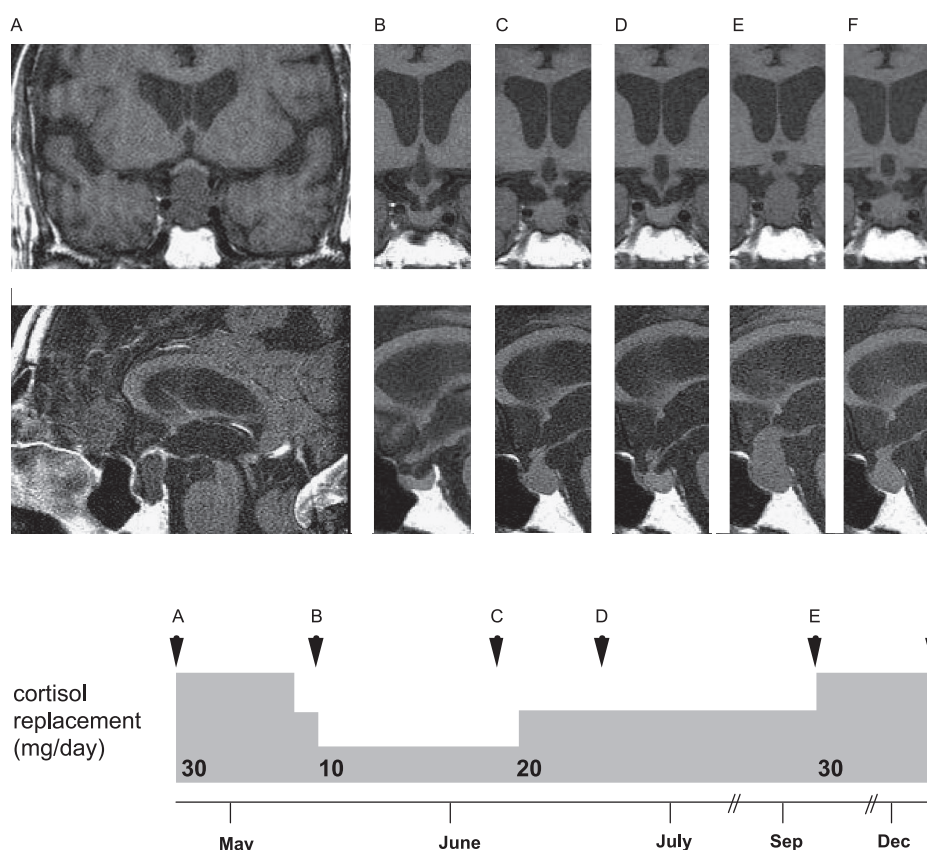 A B C D E F
A B C D E
cortisol
replacement
(mg/day)
30 10 20 30
May June July Sep Dec